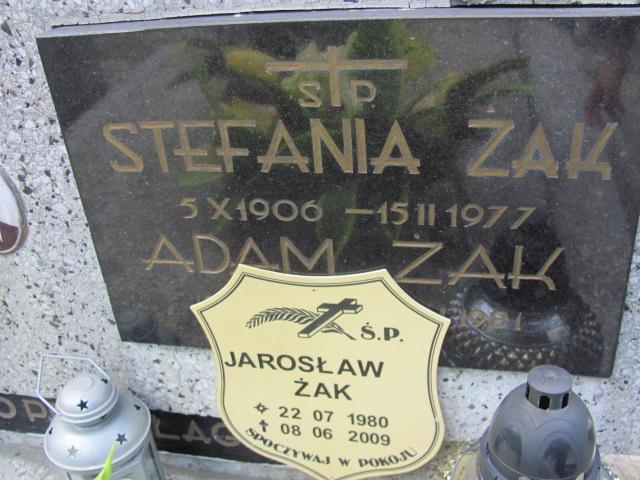 Ś P
STEFANIA ŻAK
5 X 1906 — 15 II 1977
ADAM ŻAK
1981
Ś.P.
JAROSŁAW
ŻAK
22 07 1980
08 06 2009
SPOCZYWAJ W POKOJU